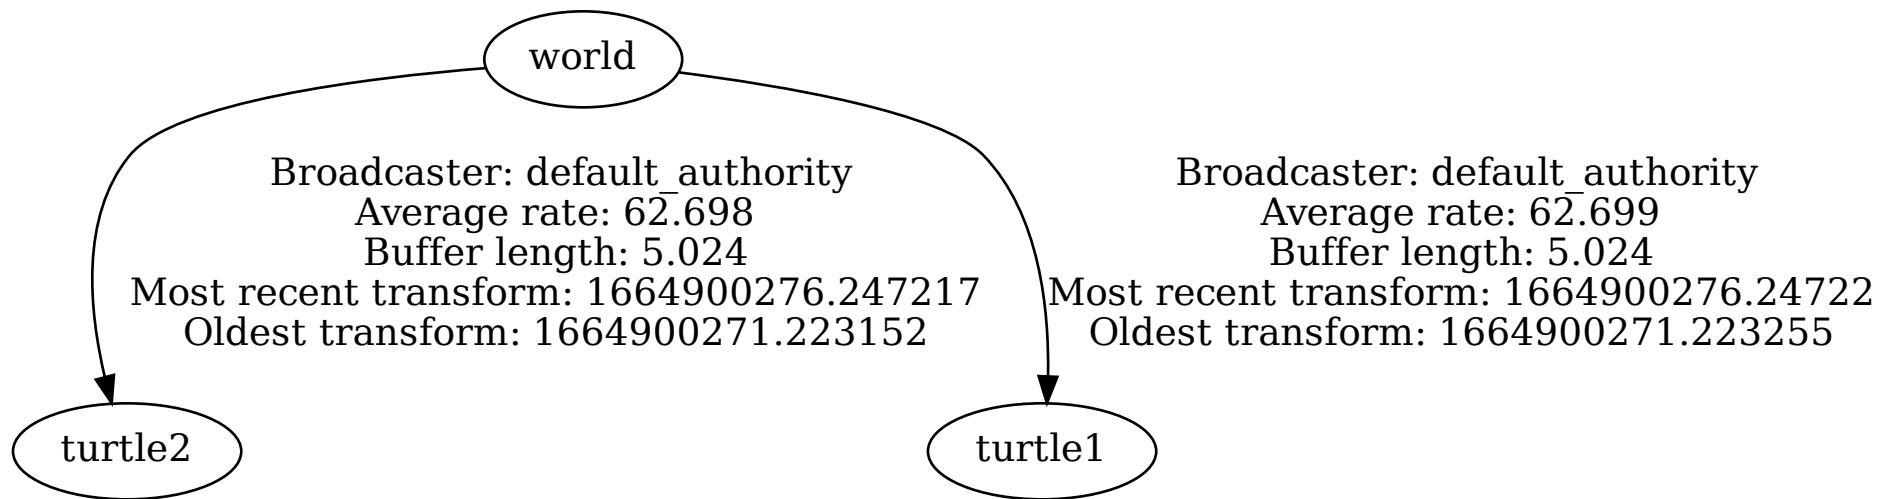 world
Broadcaster: default_authority
Average rate: 62.698
Buffer length: 5.024
Most recent transform: 1664900276.247217
Oldest transform: 1664900271.223152
Broadcaster: default_authority
Average rate: 62.699
Buffer length: 5.024
Most recent transform: 1664900276.24722
Oldest transform: 1664900271.223255
turtle2
turtle1